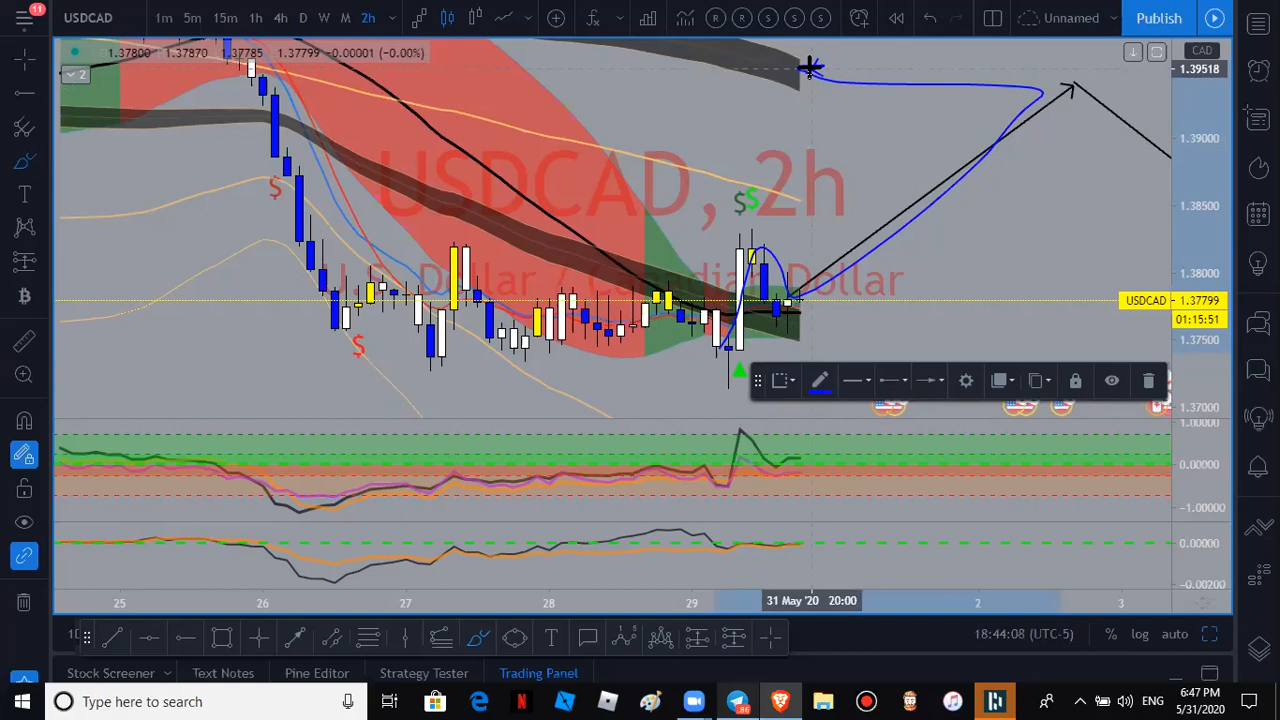 11
USDCAD
1m 5m 15m 1h 4h D W M 2h
Unnamed
Publish
1.37800 1.37870 1.37785 1.37799 -0.00001 (-0.00%)
2
CAD
1.39518
1.39000
1.38500
1.38000
USDCAD 1.37799
01:15:51
1.37500
1.37000
USDCAD, 2h
U.S. Dollar / Canadian Dollar
$
$
$$
1.00000
0.00000
-1.00000
0.00000
-0.00200
25 26 27 28 29 31 May '20 20:00 2 3
1D
18:44:08 (UTC-5) % log auto
Stock Screener Text Notes Pine Editor Strategy Tester Trading Panel
Type here to search
86
ENG
6:47 PM
5/31/2020